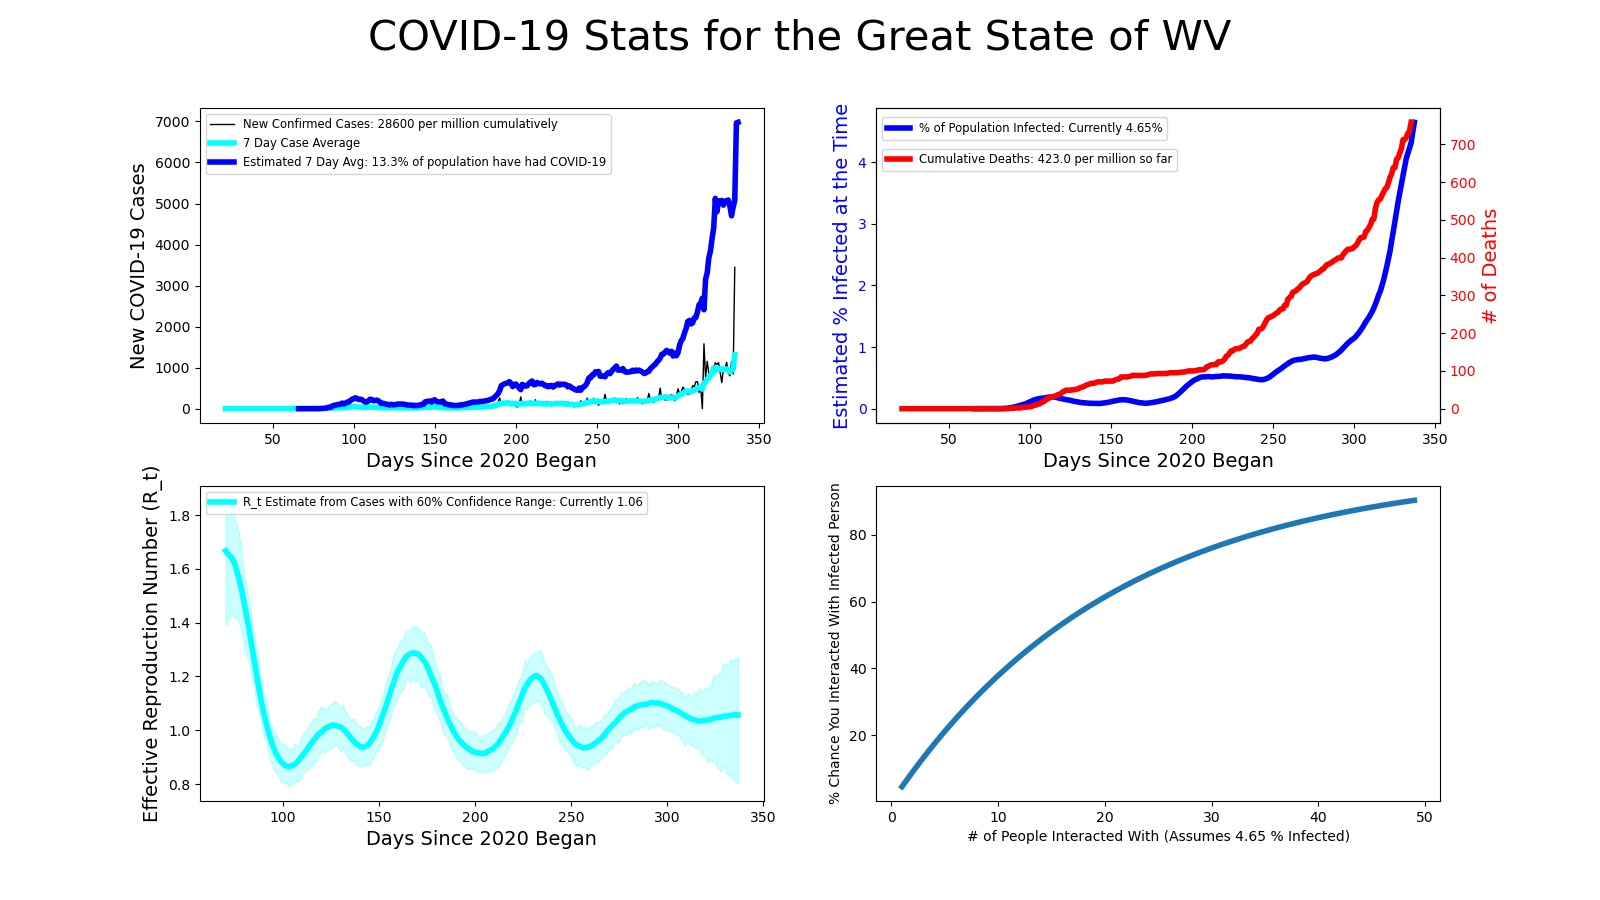 COVID-19 Stats for the Great State of WV
New COVID-19 Cases
7000
6000
5000
4000
3000
2000
1000
0
New Confirmed Cases: 28600 per million cumulatively
7 Day Case Average
Estimated 7 Day Avg: 13.3% of population have had COVID-19
50 100 150 200 250 300 350
Days Since 2020 Began
Estimated % Infected at the Time
4
3
2
1
0
% of Population Infected: Currently 4.65%
Cumulative Deaths: 423.0 per million so far
700
600
500
400
300
200
100
0
# of Deaths
50 100 150 200 250 300 350
Days Since 2020 Began
Effective Reproduction Number (R_t)
1.8
1.6
1.4
1.2
1.0
0.8
R_t Estimate from Cases with 60% Confidence Range: Currently 1.06
100 150 200 250 300 350
Days Since 2020 Began
% Chance You Interacted With Infected Person
80
60
40
20
0 10 20 30 40 50
# of People Interacted With (Assumes 4.65 % Infected)